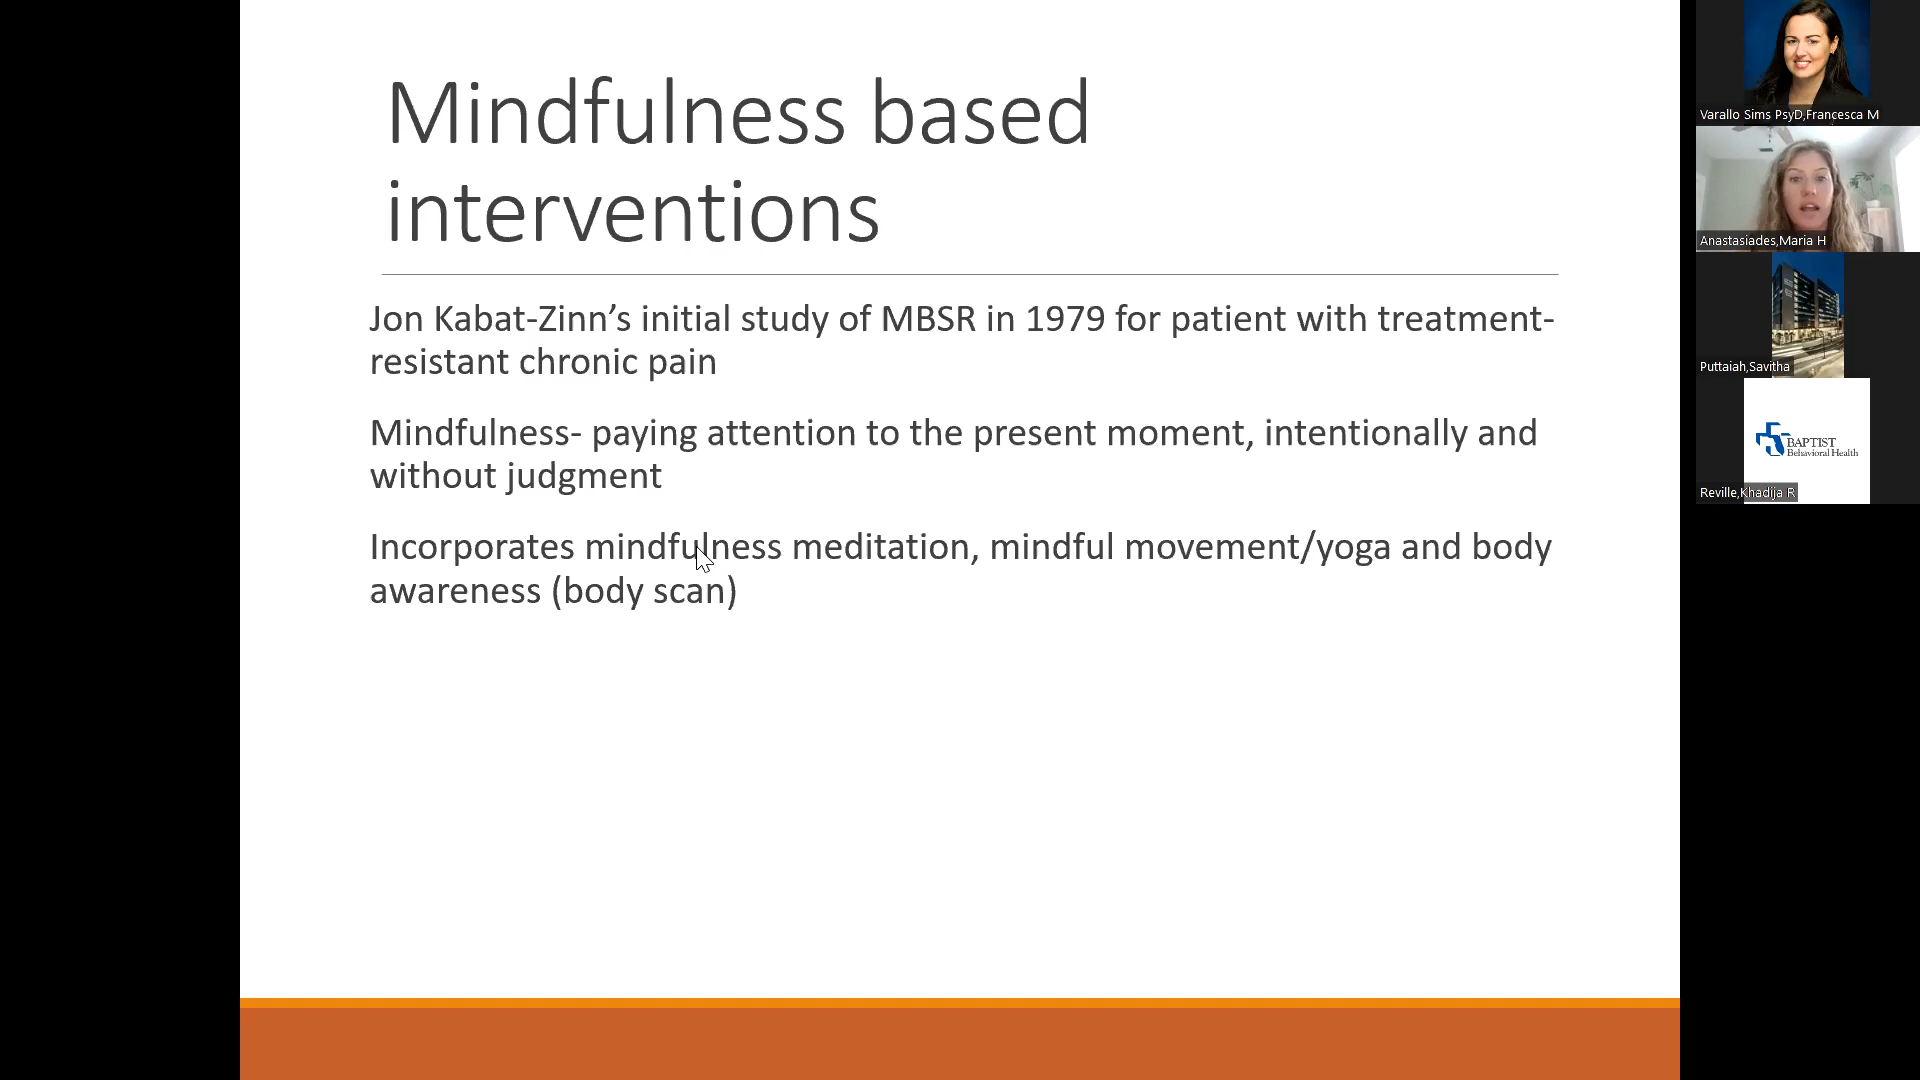 Mindfulness based
interventions
Jon Kabat-Zinn’s initial study of MBSR in 1979 for patient with treatment-
resistant chronic pain
Mindfulness- paying attention to the present moment, intentionally and
without judgment
Incorporates mindfulness meditation, mindful movement/yoga and body
awareness (body scan)
Varallo Sims PsyD,Francesca M
Anastasiades,Maria H
Puttaiah,Savitha
BAPTIST
Behavioral Health
Reville,Khadija R